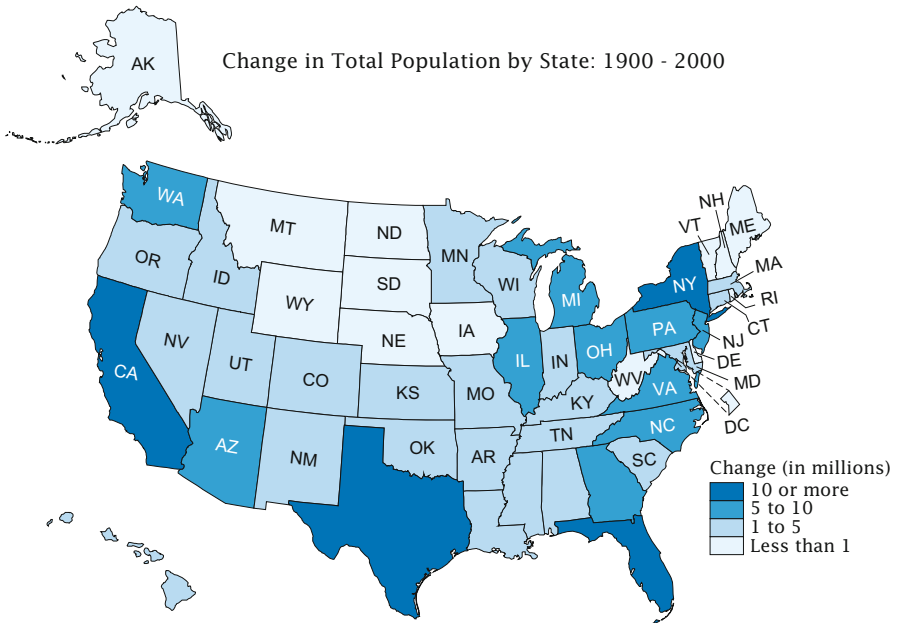 AK
Change in Total Population by State: 1900 - 2000
WA
MT
ND
MN
VT
NH
ME
OR
ID
SD
WI
MI
NY
MA
RI
CT
WY
IA
NE
NV
UT
CA
CO
IL
IN
OH
PA
NJ
DE
MD
DC
WV
VA
KS
MO
KY
AZ
NM
OK
AR
TN
NC
SC
Change (in millions)
10 or more
5 to 10
1 to 5
Less than 1